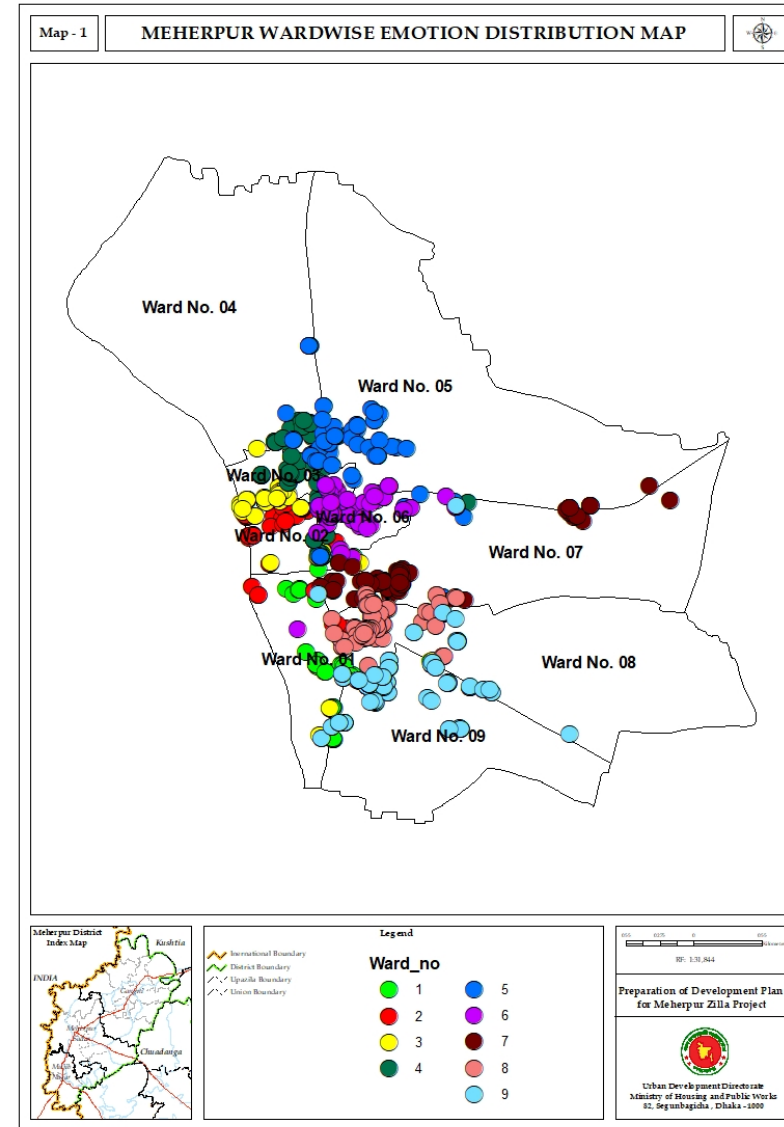 Map - 1
MEHERPUR WARDWISE EMOTION DISTRIBUTION MAP
Ward No. 04
Ward No. 05
Ward No. 03
Ward No. 06
Ward No. 02
Ward No. 07
Ward No. 01
Ward No. 08
Ward No. 09
Meherpur District
Index Map
Kushtia
INDIA
Chuadanga
Legend
International Boundary
District Boundary
Upazila Boundary
Union Boundary
Ward_no
1
2
3
4
5
6
7
8
9
RF: 1:31,844
Preparation of Development Plan
for Meherpur Zilla Project
Urban Development Directorate
Ministry of Housing and Public Works
82, Segunbagicha , Dhaka - 1000